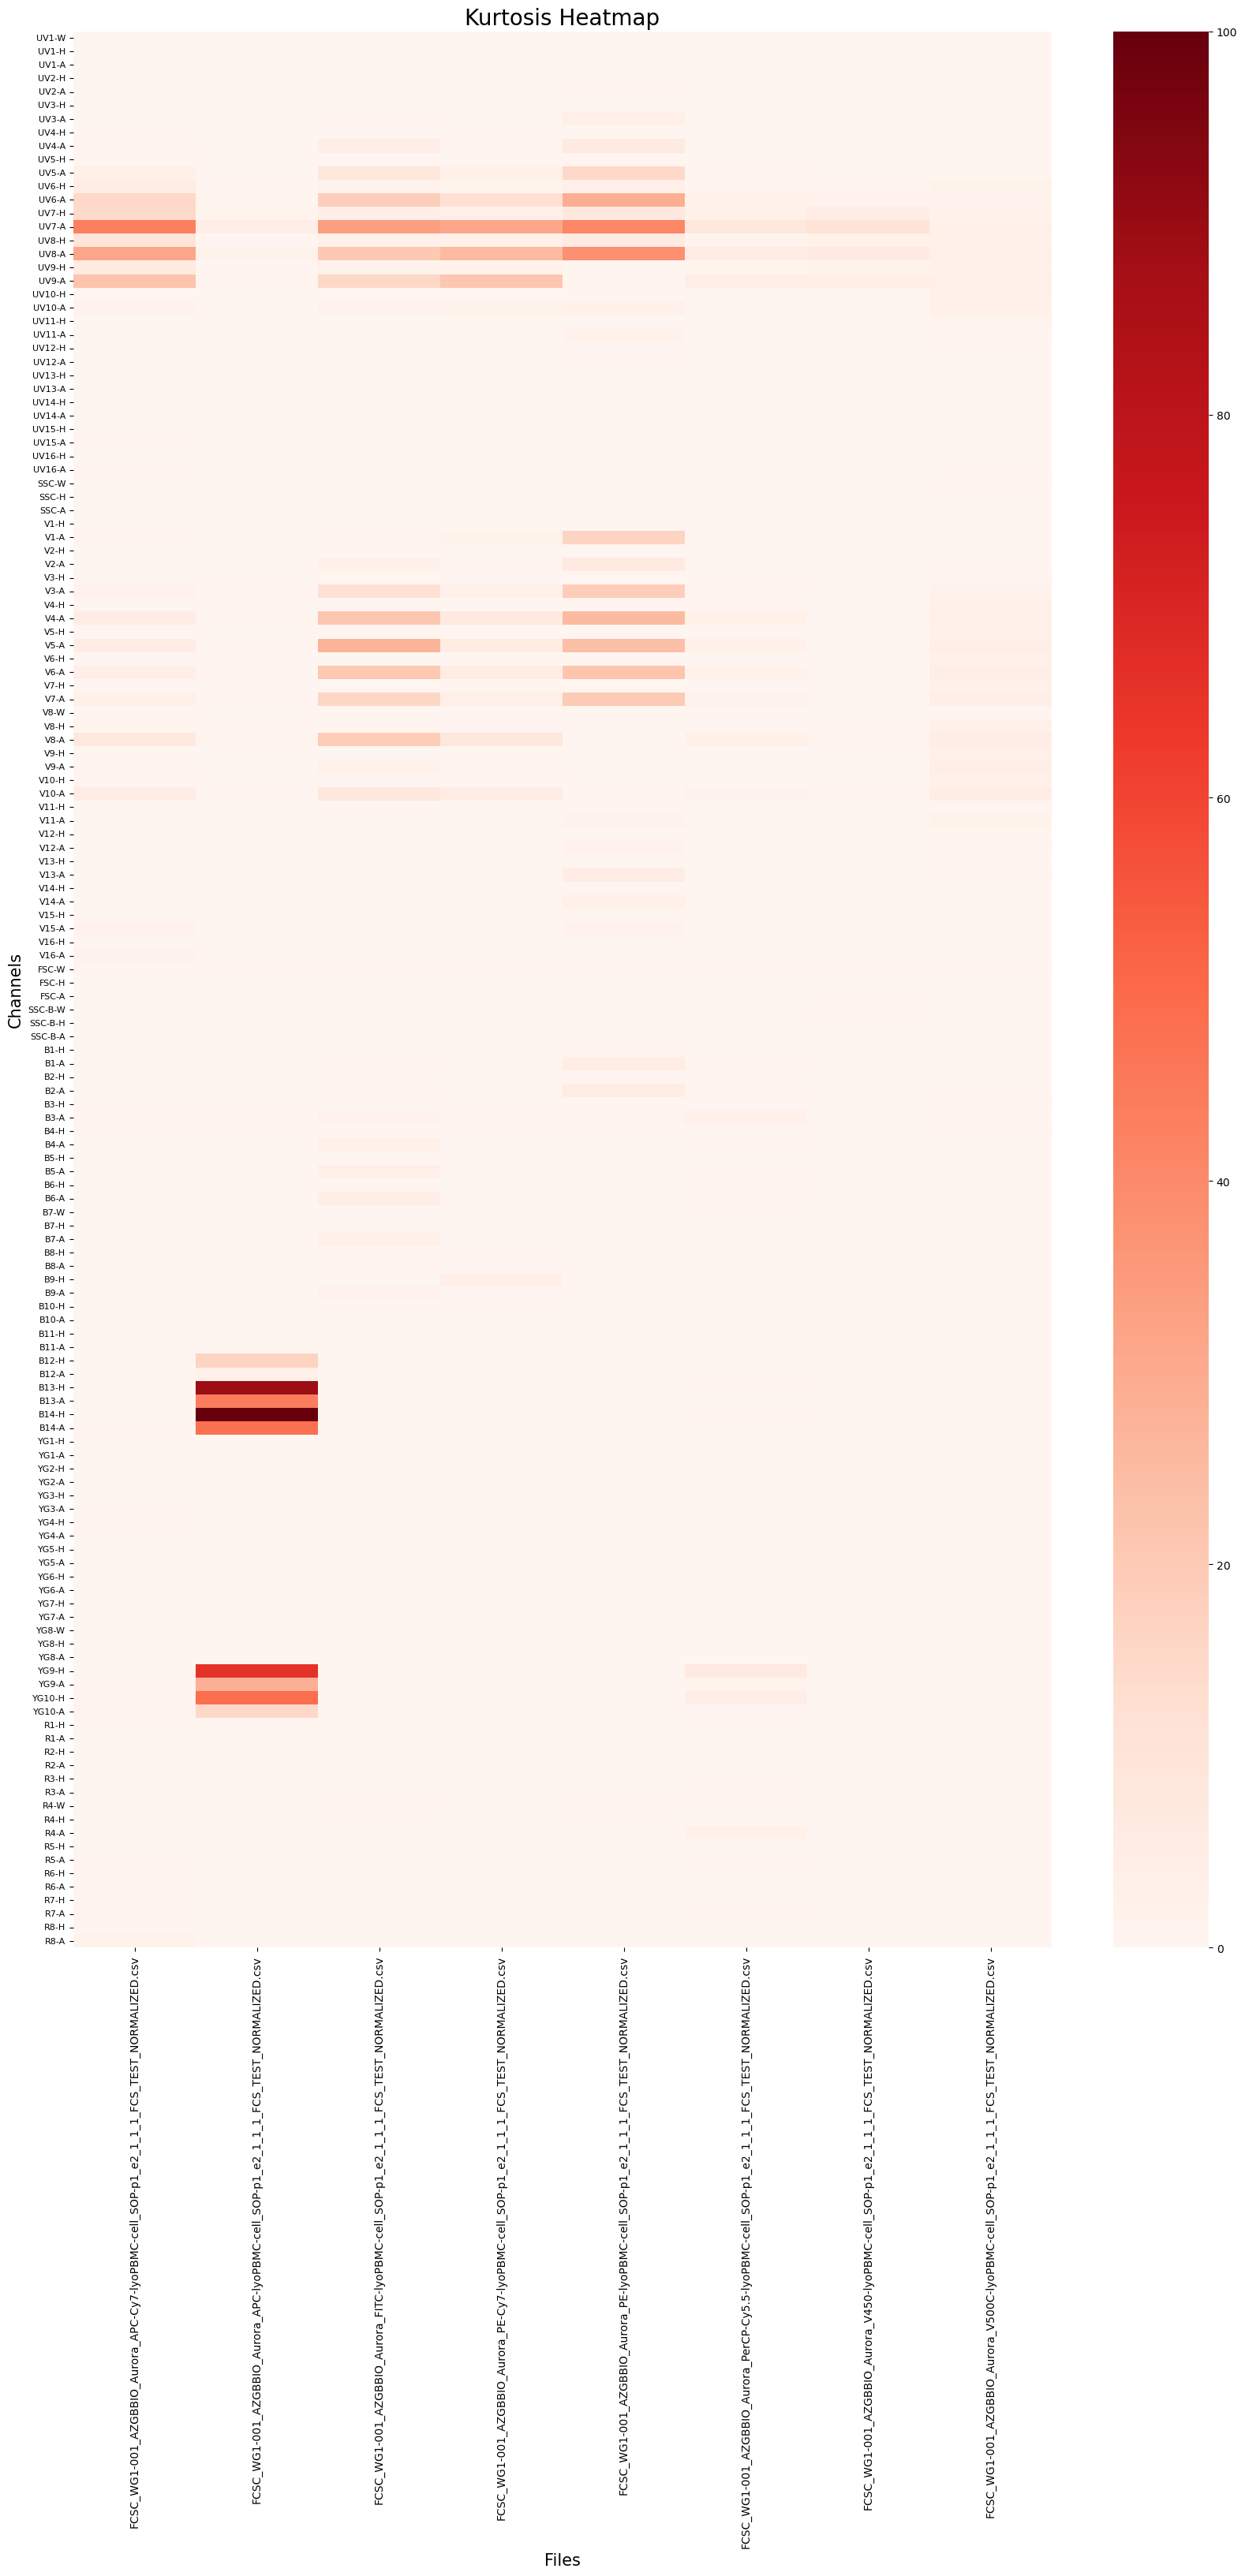 Kurtosis Heatmap
UV1-W
UV1-H
UV1-A
UV2-H
UV2-A
UV3-H
UV3-A
UV4-H
UV4-A
UV5-H
UV5-A
UV6-H
UV6-A
UV7-H
UV7-A
UV8-H
UV8-A
UV9-H
UV9-A
UV10-H
UV10-A
UV11-H
UV11-A
UV12-H
UV12-A
UV13-H
UV13-A
UV14-H
UV14-A
UV15-H
UV15-A
UV16-H
UV16-A
SSC-W
SSC-H
SSC-A
V1-H
V1-A
V2-H
V2-A
V3-H
V3-A
V4-H
V4-A
V5-H
V5-A
V6-H
V6-A
V7-H
V7-A
V8-W
V8-H
V8-A
V9-H
V9-A
V10-H
V10-A
V11-H
V11-A
V12-H
V12-A
V13-H
V13-A
V14-H
V14-A
V15-H
V15-A
V16-H
V16-A
FSC-W
FSC-H
FSC-A
SSC-B-W
SSC-B-H
SSC-B-A
B1-H
B1-A
B2-H
B2-A
B3-H
B3-A
B4-H
B4-A
B5-H
B5-A
B6-H
B6-A
B7-W
B7-H
B7-A
B8-H
B8-A
B9-H
B9-A
B10-H
B10-A
B11-H
B11-A
B12-H
B12-A
B13-H
B13-A
B14-H
B14-A
YG1-H
YG1-A
YG2-H
YG2-A
YG3-H
YG3-A
YG4-H
YG4-A
YG5-H
YG5-A
YG6-H
YG6-A
YG7-H
YG7-A
YG8-W
YG8-H
YG8-A
YG9-H
YG9-A
YG10-H
YG10-A
R1-H
R1-A
R2-H
R2-A
R3-H
R3-A
R4-W
R4-H
R4-A
R5-H
R5-A
R6-H
R6-A
R7-H
R7-A
R8-H
R8-A
Channels
100
80
60
40
20
0
FCSC_WG1-001_AZGBBIO_Aurora_APC-Cy7-lyoPBMC-cell_SOP-p1_e2_1_1_1_FCS_TEST_NORMALIZED.csv
FCSC_WG1-001_AZGBBIO_Aurora_APC-lyoPBMC-cell_SOP-p1_e2_1_1_1_FCS_TEST_NORMALIZED.csv
FCSC_WG1-001_AZGBBIO_Aurora_FITC-lyoPBMC-cell_SOP-p1_e2_1_1_1_FCS_TEST_NORMALIZED.csv
FCSC_WG1-001_AZGBBIO_Aurora_PE-Cy7-lyoPBMC-cell_SOP-p1_e2_1_1_1_FCS_TEST_NORMALIZED.csv
FCSC_WG1-001_AZGBBIO_Aurora_PE-lyoPBMC-cell_SOP-p1_e2_1_1_1_FCS_TEST_NORMALIZED.csv
FCSC_WG1-001_AZGBBIO_Aurora_PerCP-Cy5.5-lyoPBMC-cell_SOP-p1_e2_1_1_1_FCS_TEST_NORMALIZED.csv
FCSC_WG1-001_AZGBBIO_Aurora_V450-lyoPBMC-cell_SOP-p1_e2_1_1_1_FCS_TEST_NORMALIZED.csv
FCSC_WG1-001_AZGBBIO_Aurora_V500C-lyoPBMC-cell_SOP-p1_e2_1_1_1_FCS_TEST_NORMALIZED.csv
Files